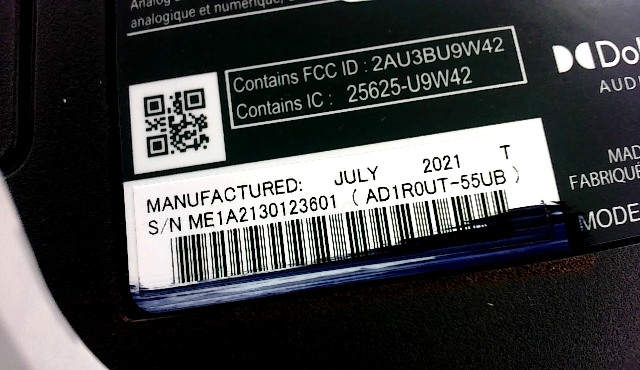 analogique et numérique,
Contains FCC ID : 2AU3BU9W42
Contains IC : 25625-U9W42
AUD
MAD
FABRIQUÉ
MODE
MANUFACTURED: JULY 2021 T
S/N ME1A2130123601 ( AD1R0UT-55UB )